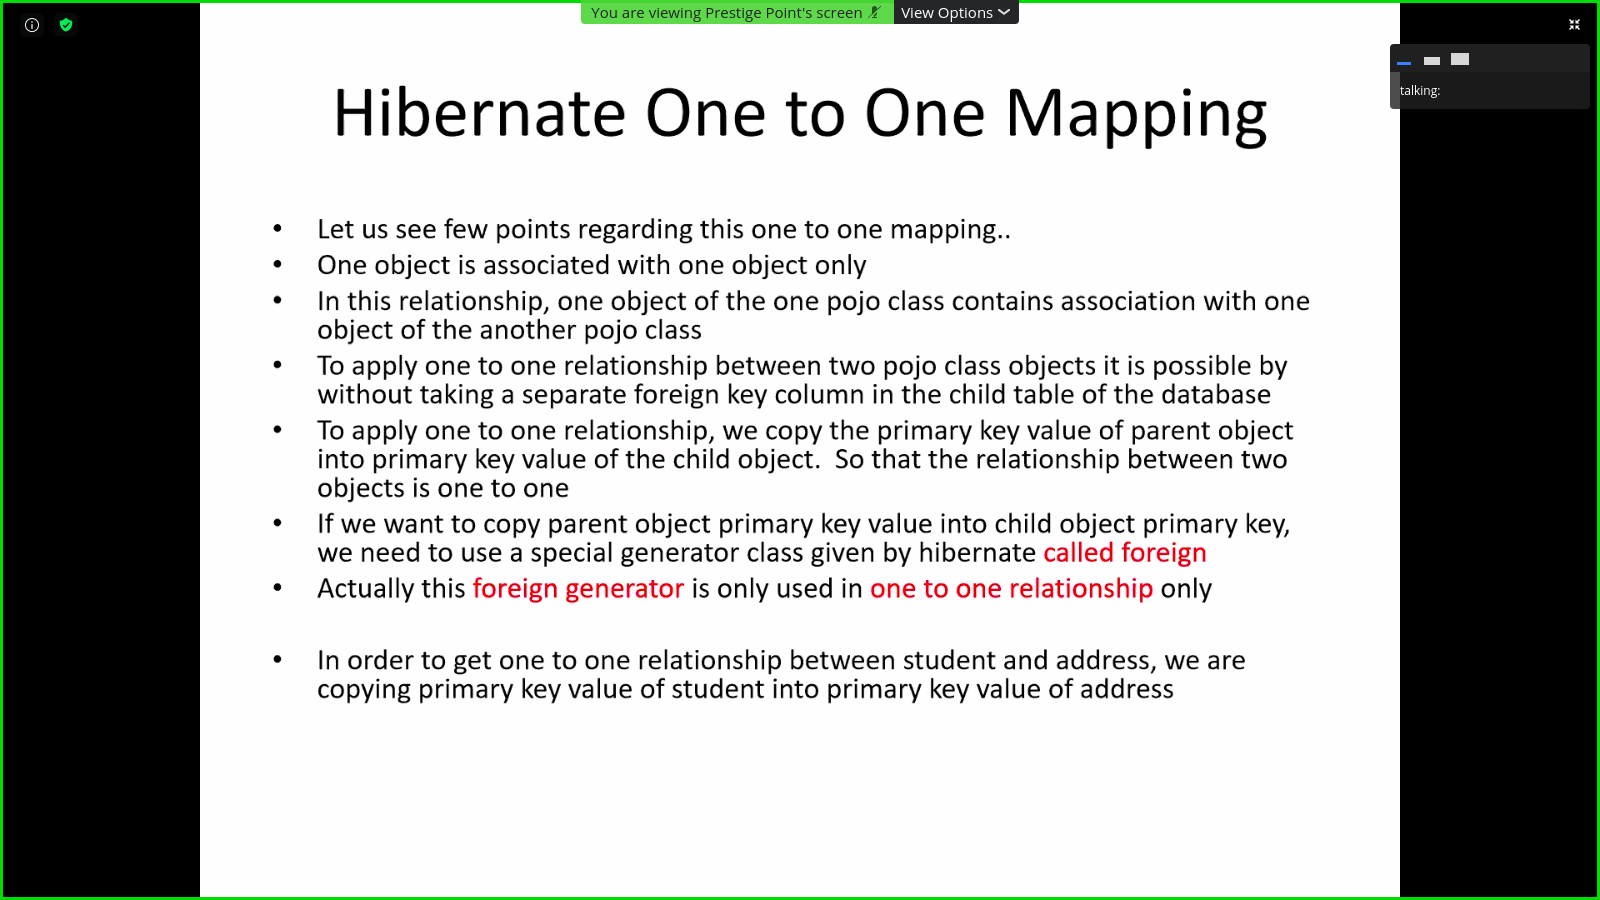 You are viewing Prestige Point's screen
View Options
talking:
Hibernate One to One Mapping
• Let us see few points regarding this one to one mapping..
• One object is associated with one object only
• In this relationship, one object of the one pojo class contains association with one
object of the another pojo class
• To apply one to one relationship between two pojo class objects it is possible by
without taking a separate foreign key column in the child table of the database
• To apply one to one relationship, we copy the primary key value of parent object
into primary key value of the child object.  So that the relationship between two
objects is one to one
• If we want to copy parent object primary key value into child object primary key,
we need to use a special generator class given by hibernate called foreign
• Actually this foreign generator is only used in one to one relationship only
• In order to get one to one relationship between student and address, we are
copying primary key value of student into primary key value of address